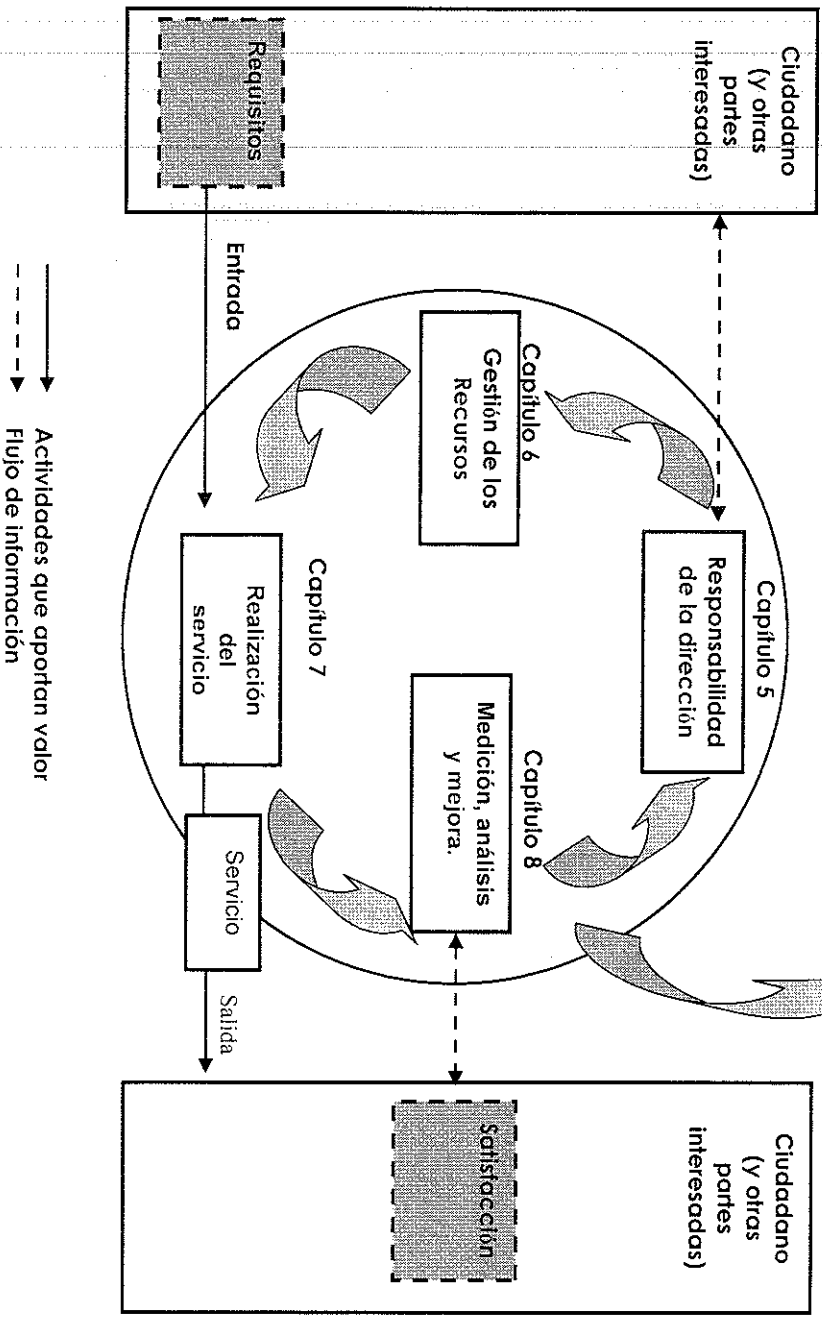 Ciudadano
(y otras
partes
interesadas)
Requisitos
Entrada
Capítulo 5
Responsabilidad
de la dirección
Capítulo 6
Gestión de los
Recursos
Capítulo 8
Medición, análisis
y mejora.
Capítulo 7
Realización
del
servicio
Servicio
Salida
Ciudadano
(y otras
partes
interesadas)
Satisfacción
Actividades que aportan valor
Flujo de información